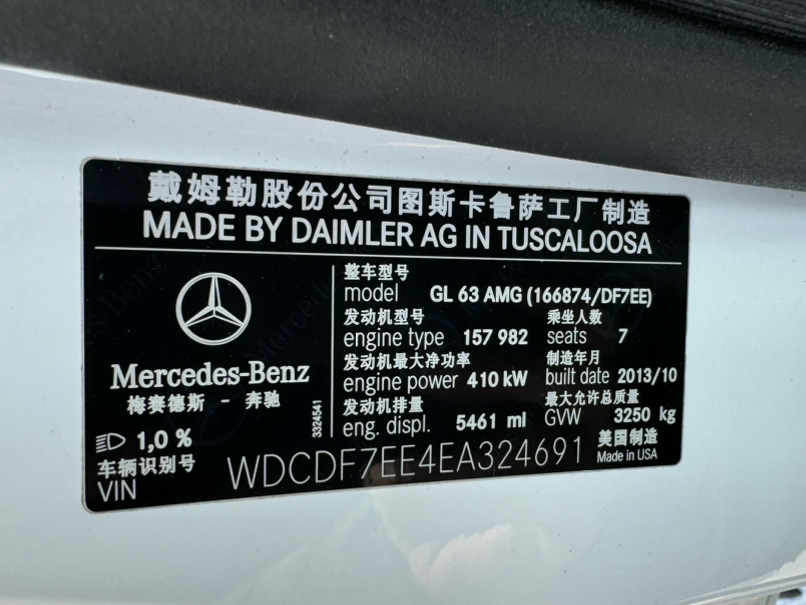 戴姆勒股份公司图斯卡鲁萨工厂制造
MADE BY DAIMLER AG IN TUSCALOOSA
Mercedes-Benz
梅赛德斯 - 奔驰
1,0 %
3324541
整车型号
model GL 63 AMG (166874/DF7EE)
发动机型号 乘坐人数
engine type 157 982 seats 7
发动机最大净功率 制造年月
engine power 410 kW built date 2013/10
发动机排量 最大允许总质量
eng. displ. 5461 ml GVW 3250 kg
车辆识别号
VIN WDCDF7EE4EA324691
美国制造
Made in USA